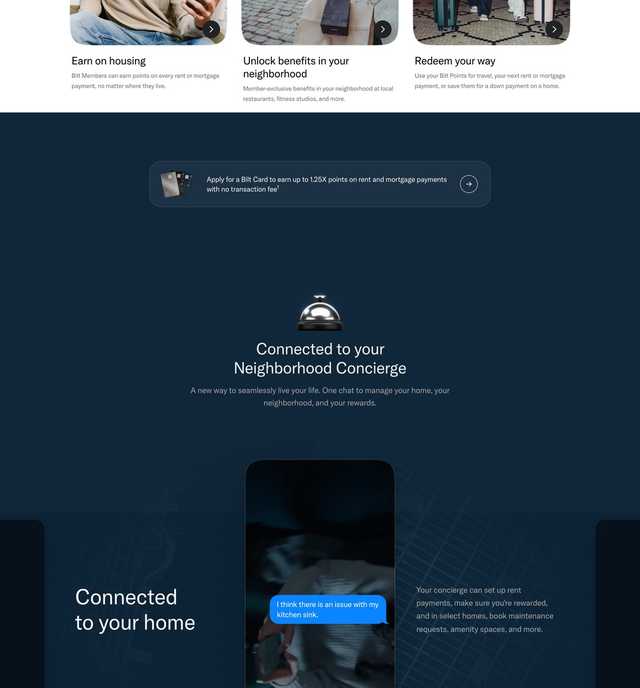 Earn on housing
Bilt Members can earn points on every rent or mortgage
payment, no matter where they live.
Unlock benefits in your
neighborhood
Member-exclusive benefits in your neighborhood at local
restaurants, fitness studios, and more.
Redeem your way
Use your Bilt Points for travel, your next rent or mortgage
payment, or save them for a down payment on a home.
Apply for a Bilt Card to earn up to 1.25X points on rent and mortgage payments
with no transaction fee¹
Connected to your
Neighborhood Concierge
A new way to seamlessly live your life. One chat to manage your home, your
neighborhood, and your rewards.
Connected
to your home
I think there is an issue with my
kitchen sink.
Your concierge can set up rent
payments, make sure you're rewarded,
and in select homes, book maintenance
requests, amenity spaces, and more.